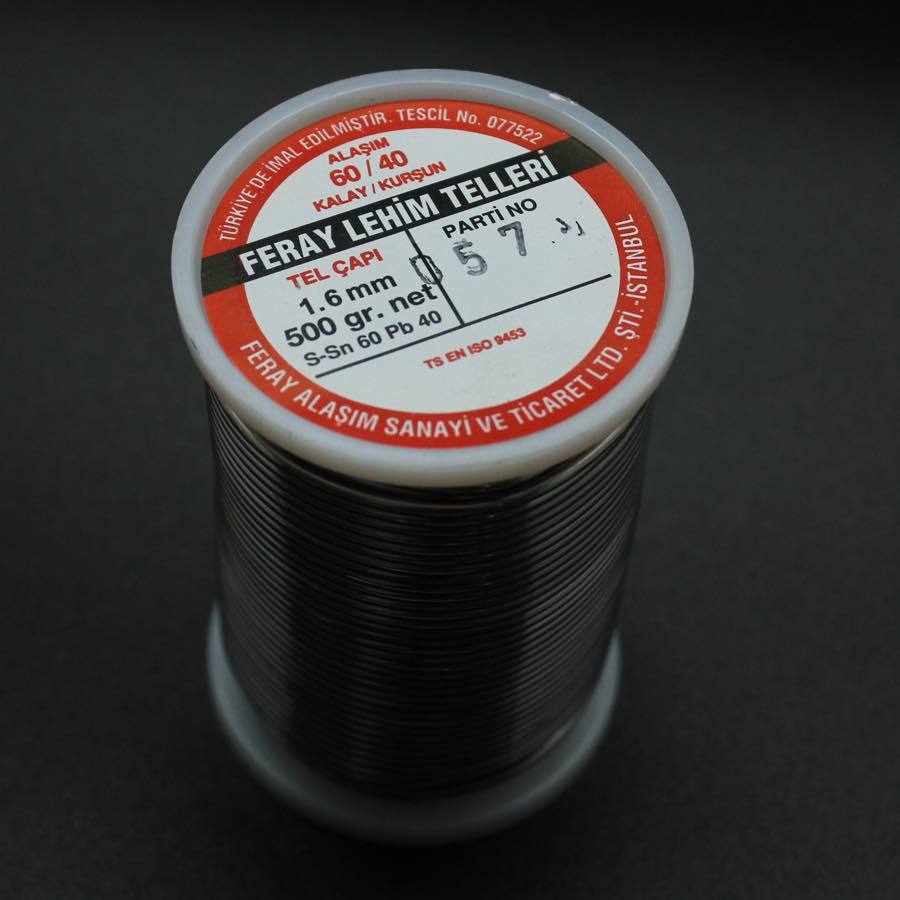 TÜRKİYE'DE İMAL EDİLMİŞTİR. TESCİL No. 077522
ALAŞIM
60 / 40
KALAY / KURŞUN
FERAY LEHİM TELLERİ
TEL ÇAPI
1.6 mm
500 gr. net
S-Sn 60 Pb 40
PARTİ NO
057
TS EN ISO 9453
FERAY ALAŞIM SANAYİ VE TİCARET LTD. ŞTİ.-İSTANBUL